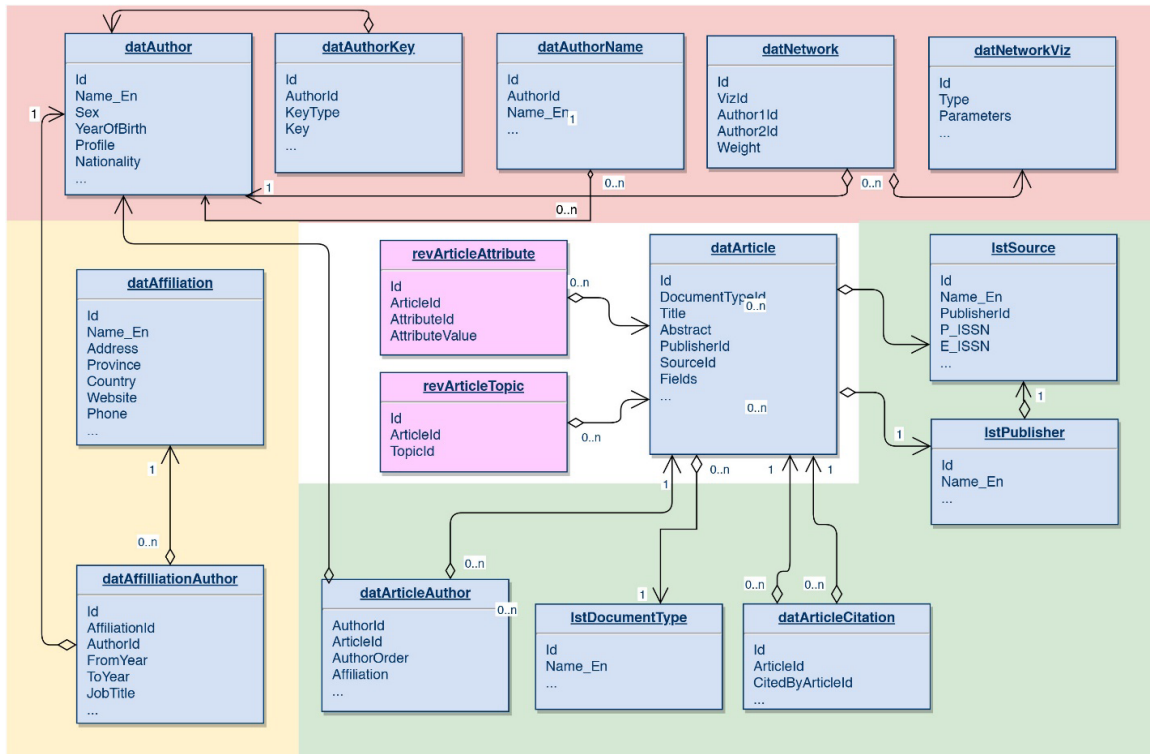 datAuthor
Id
Name_En
Sex
YearOfBirth
Profile
Nationality
...
datAuthorKey
Id
AuthorId
KeyType
Key
...
datAuthorName
Id
AuthorId
Name_En
1
...
datNetwork
Id
VizId
Author1Id
Author2Id
Weight
datNetworkViz
Id
Type
Parameters
...
1
1
0..n
0..n
0..n
datAffiliation
Id
Name_En
Address
Province
Country
Website
Phone
...
1
0..n
revArticleAttribute
Id
ArticleId
AttributeId
AttributeValue
0..n
revArticleTopic
Id
ArticleId
TopicId
0..n
datArticle
Id
DocumentTypeId
0..n
Title
Abstract
PublisherId
SourceId
Fields
...
0..n
lstSource
Id
Name_En
PublisherId
P_ISSN
E_ISSN
...
1
1
lstPublisher
Id
Name_En
...
1
0..n
1
1
datAffilliationAuthor
Id
AffiliationId
AuthorId
FromYear
ToYear
JobTitle
...
0..n
datArticleAuthor
0..n
AuthorId
ArticleId
AuthorOrder
Affiliation
...
1
lstDocumentType
Id
Name_En
...
0..n
0..n
datArticleCitation
Id
ArticleId
CitedByArticleId
...